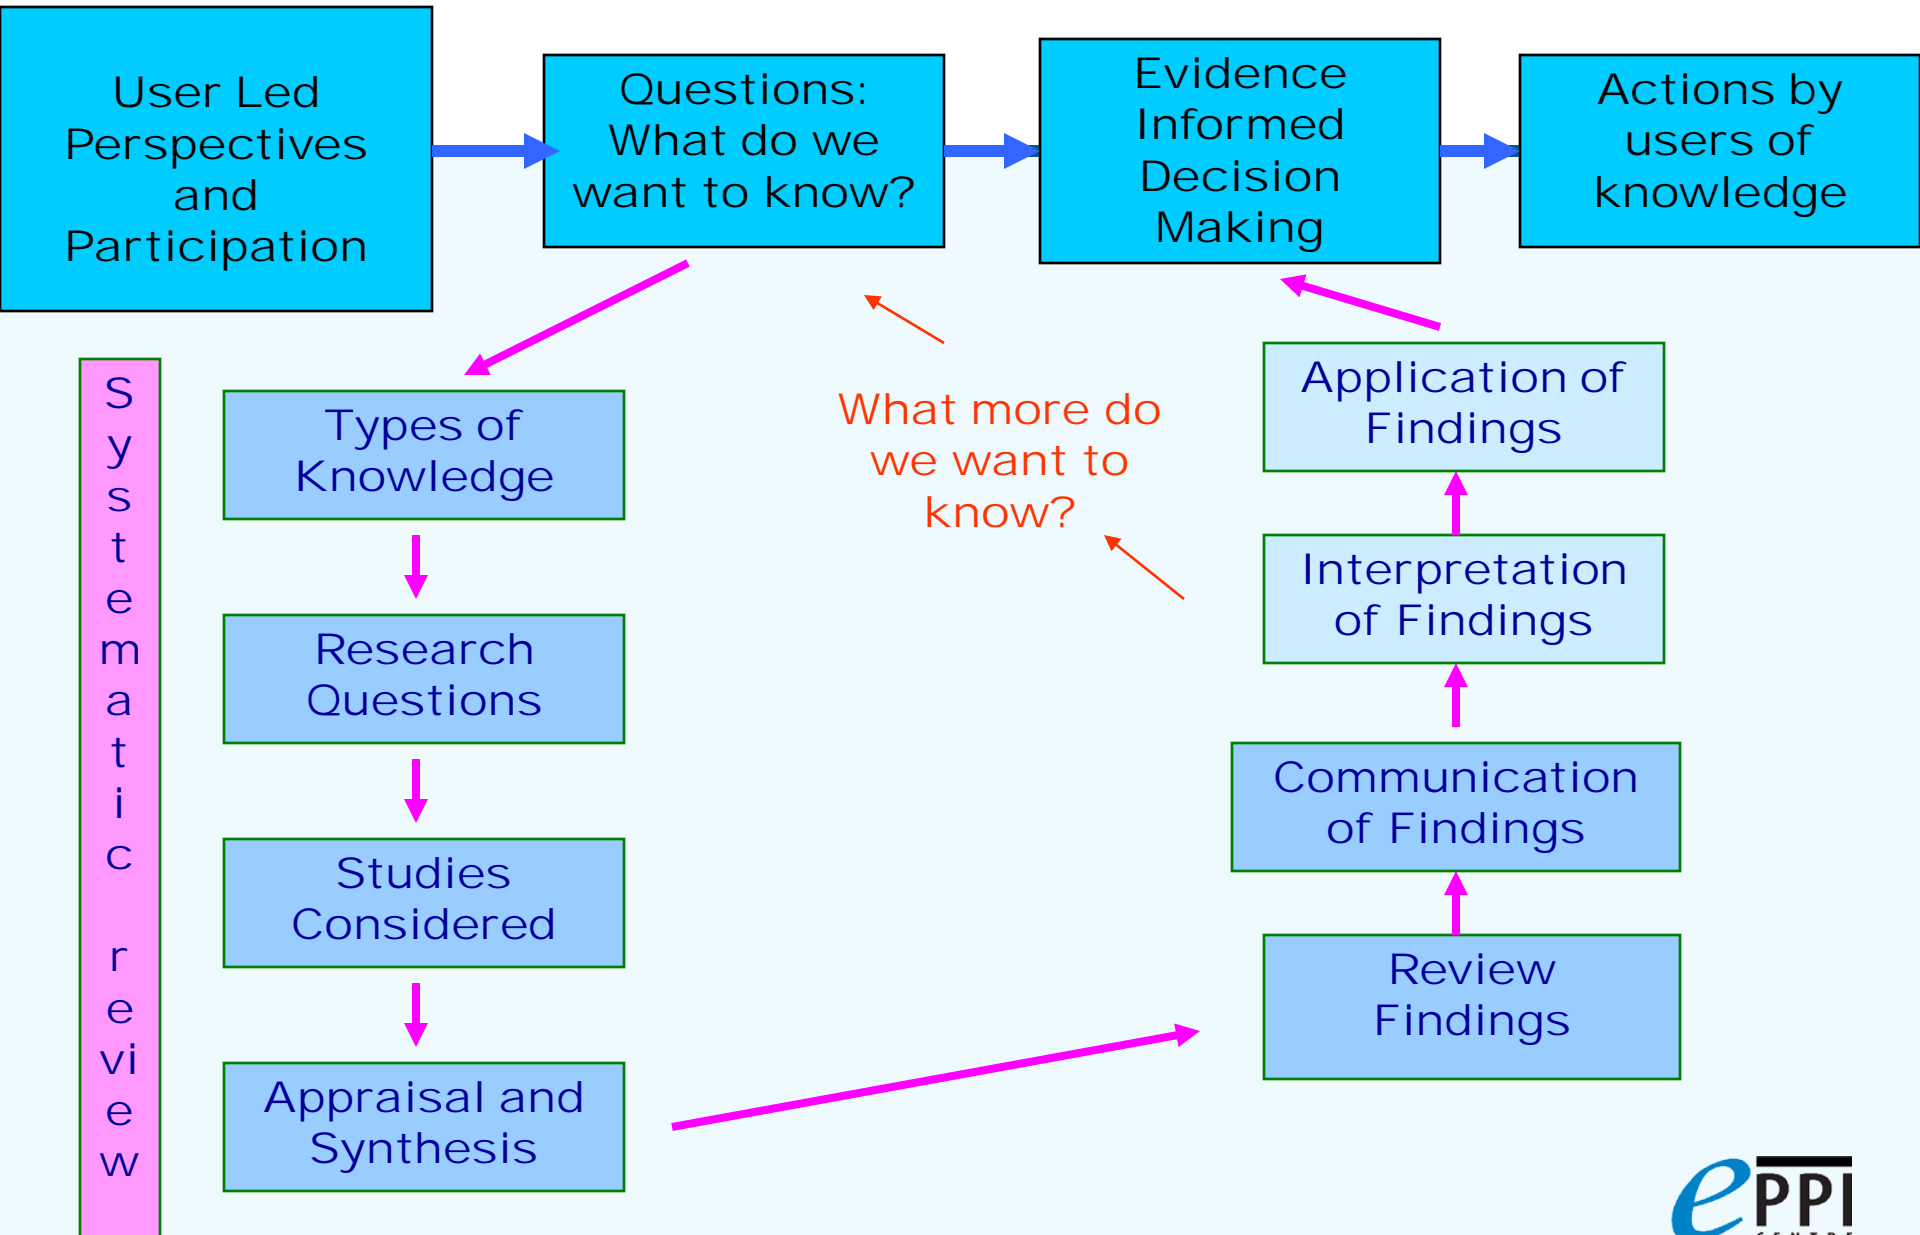 User Led
Perspectives
and
Participation
Questions:
What do we
want to know?
Evidence
Informed
Decision
Making
Actions by
users of
knowledge
S
y
s
t
e
m
a
t
i
c
r
e
vi
e
w
Types of
Knowledge
Research
Questions
Studies
Considered
Appraisal and
Synthesis
What more do
we want to
know?
Application of
Findings
Interpretation
of Findings
Communication
of Findings
Review
Findings
ePPI
CENTRE